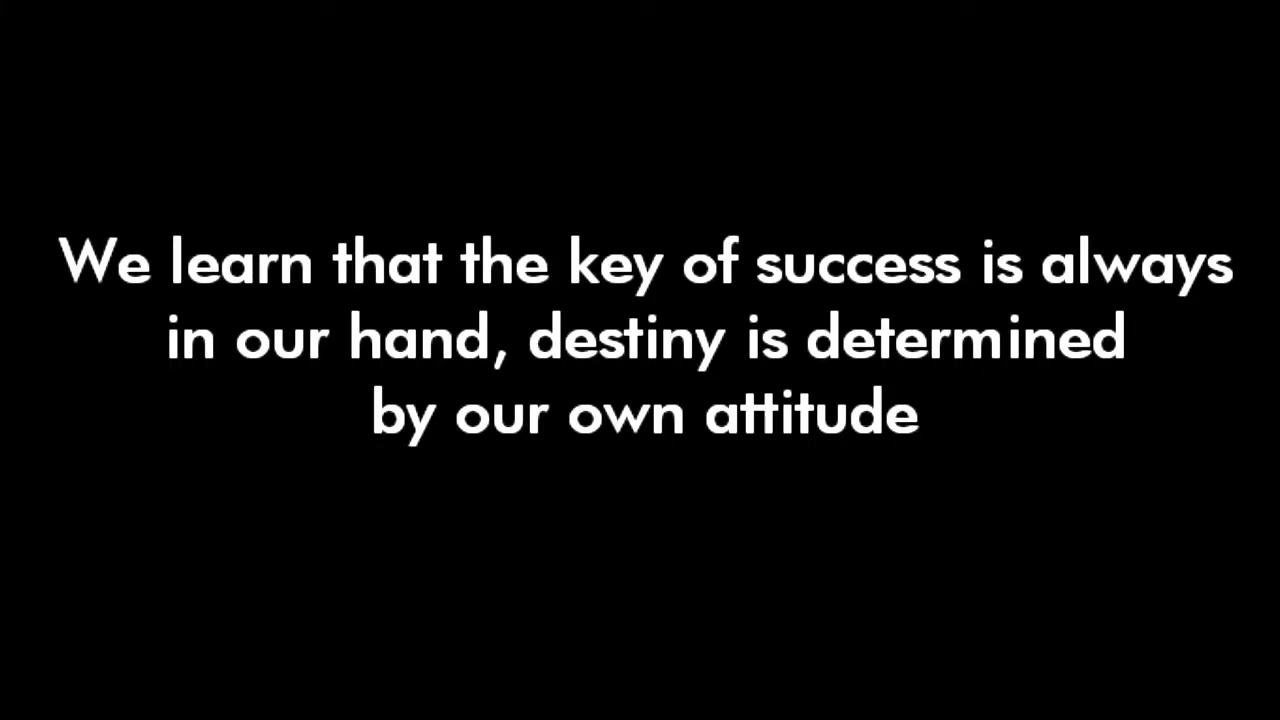 We learn that the key of success is always
in our hand, destiny is determined
by our own attitude